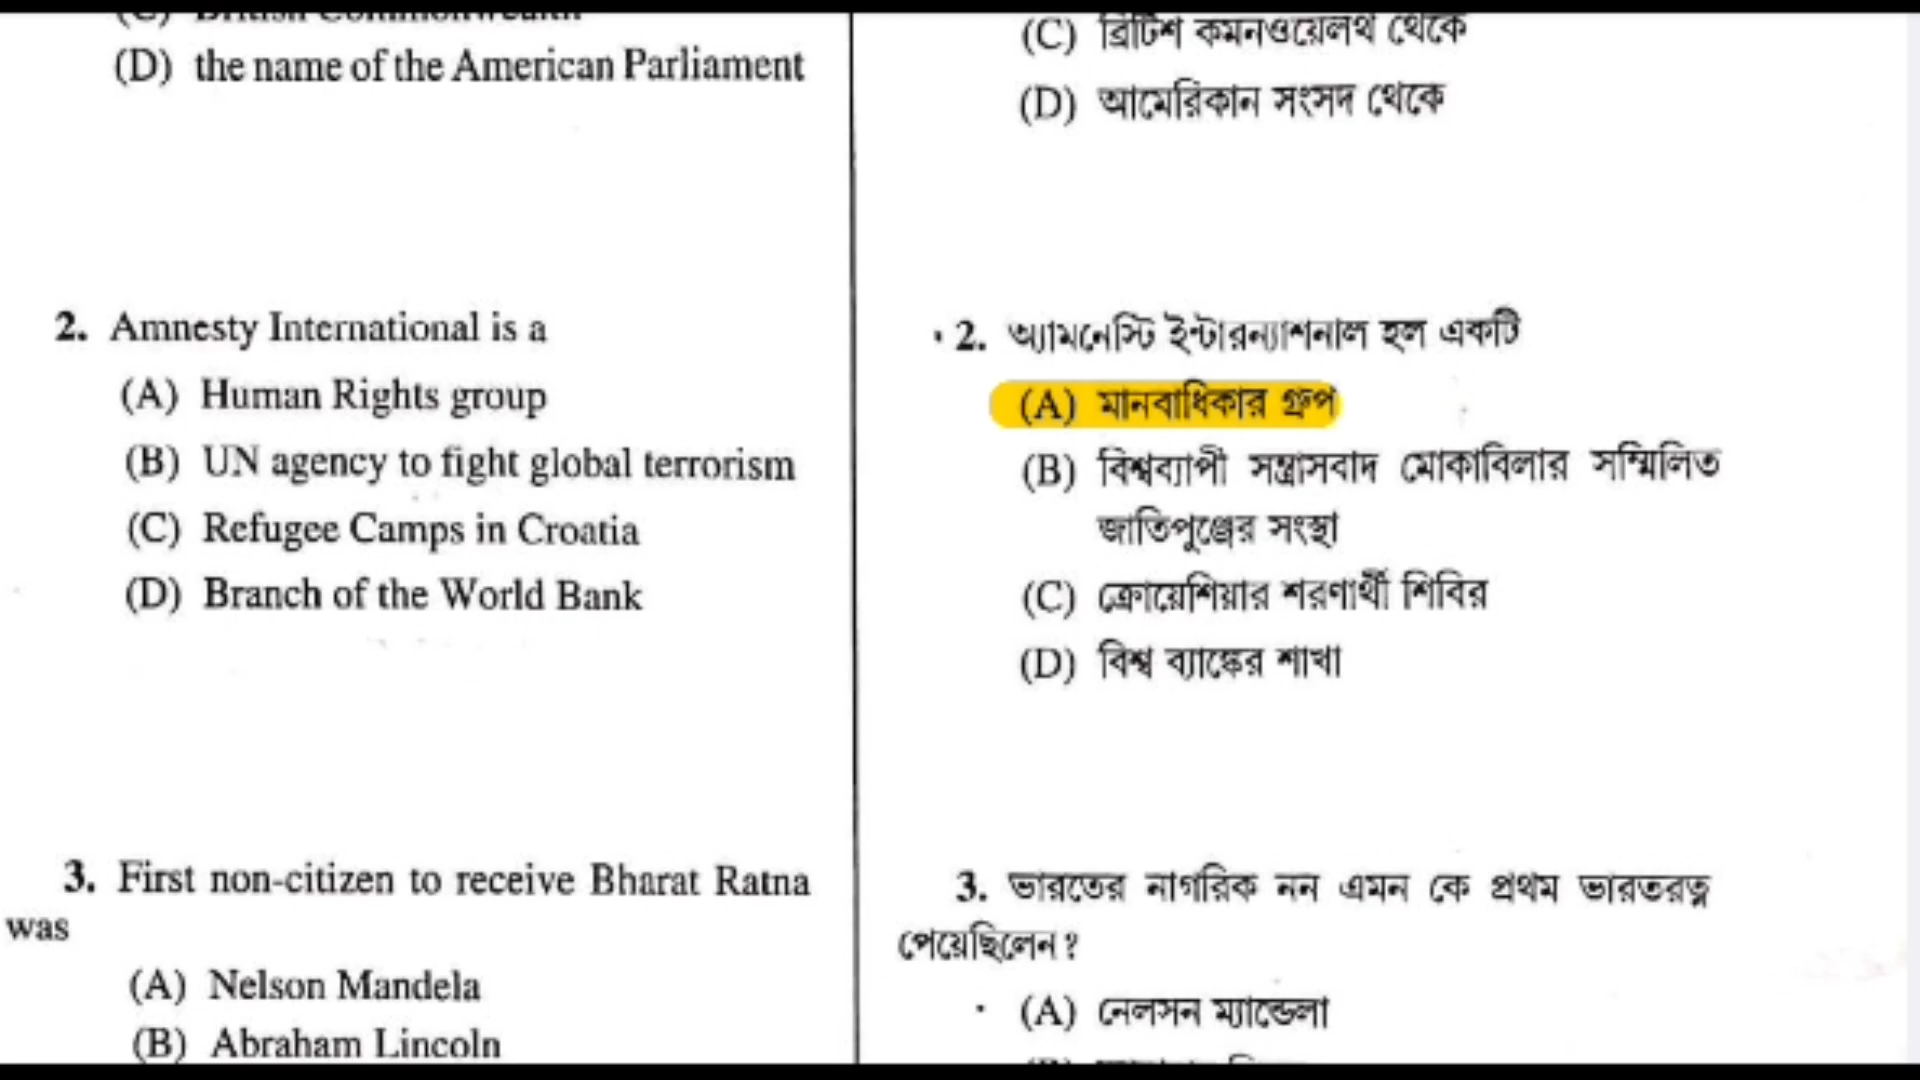 (C) British Commonwealth
(D) the name of the American Parliament
2. Amnesty International is a
(A) Human Rights group
(B) UN agency to fight global terrorism
(C) Refugee Camps in Croatia
(D) Branch of the World Bank
3. First non-citizen to receive Bharat Ratna
was
(A) Nelson Mandela
(B) Abraham Lincoln
(C) ব্রিটিশ কমনওয়েলথ থেকে
(D) আমেরিকান সংসদ থেকে
2. অ্যামনেস্টি ইন্টারন্যাশনাল হল একটি
(A) মানবাধিকার গ্রুপ
(B) বিশ্বব্যাপী সন্ত্রাসবাদ মোকাবিলার সম্মিলিত
জাতিপুঞ্জের সংস্থা
(C) ক্রোয়েশিয়ার শরণার্থী শিবির
(D) বিশ্ব ব্যাঙ্কের শাখা
3. ভারতের নাগরিক নন এমন কে প্রথম ভারতরত্ন
পেয়েছিলেন ?
(A) নেলসন ম্যান্ডেলা